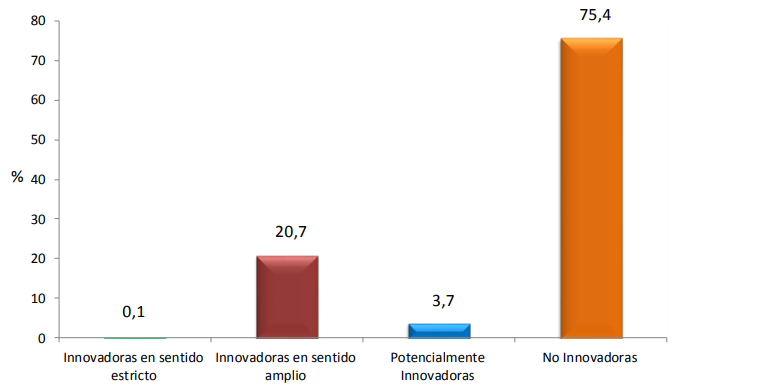 80
75,4
70
60
50
%
40
30
20,7
20
10
3,7
0,1
0
Innovadoras en sentido
estricto
Innovadoras en sentido
amplio
Potencialmente
Innovadoras
No Innovadoras